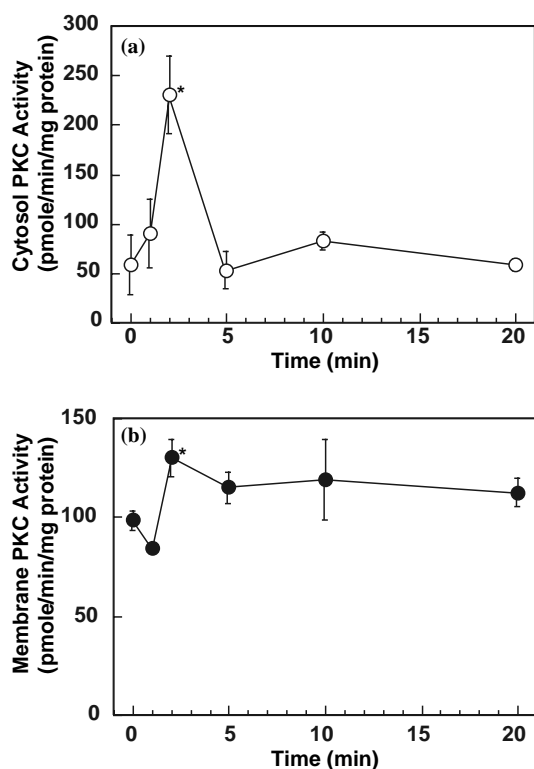 (a)
Cytosol PKC Activity
(pmole/min/mg protein)
300
250
200
150
100
50
0
*
0 5 10 15 20
Time (min)
(b)
Membrane PKC Activity
(pmole/min/mg protein)
150
100
50
0
*
0 5 10 15 20
Time (min)